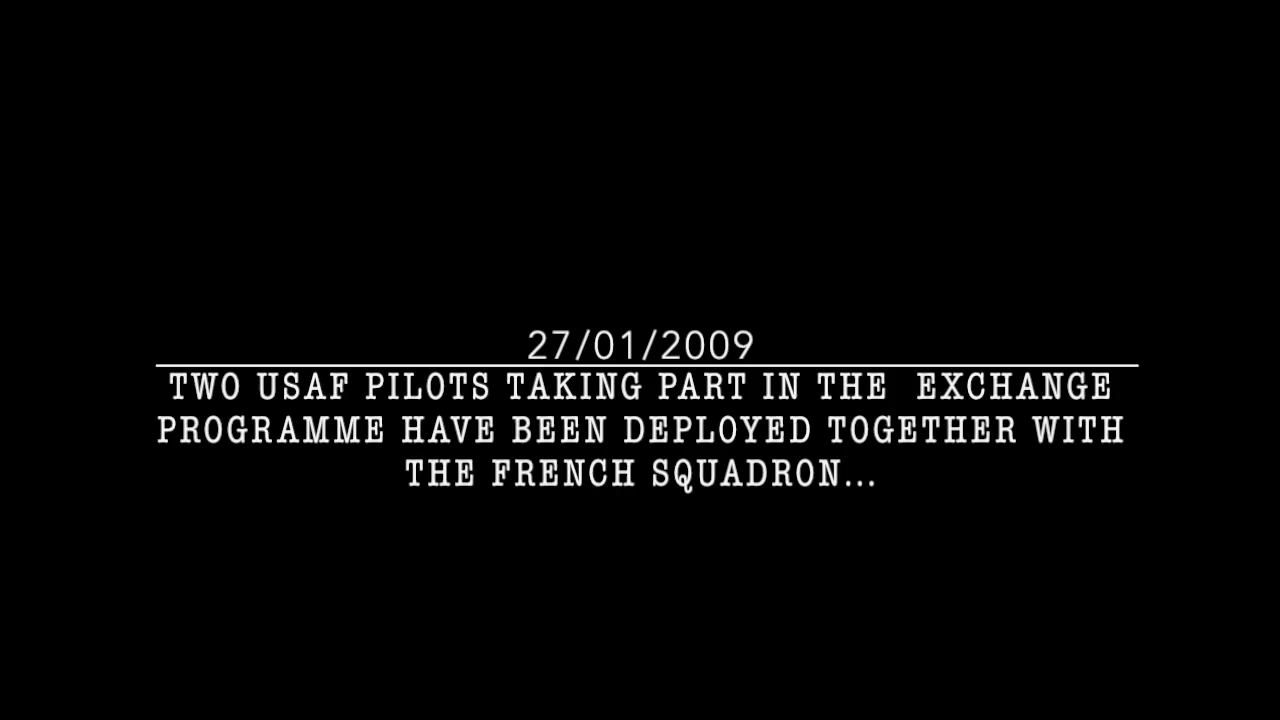 27/01/2009
TWO USAF PILOTS TAKING PART IN THE  EXCHANGE
PROGRAMME HAVE BEEN DEPLOYED TOGETHER WITH
THE FRENCH SQUADRON...